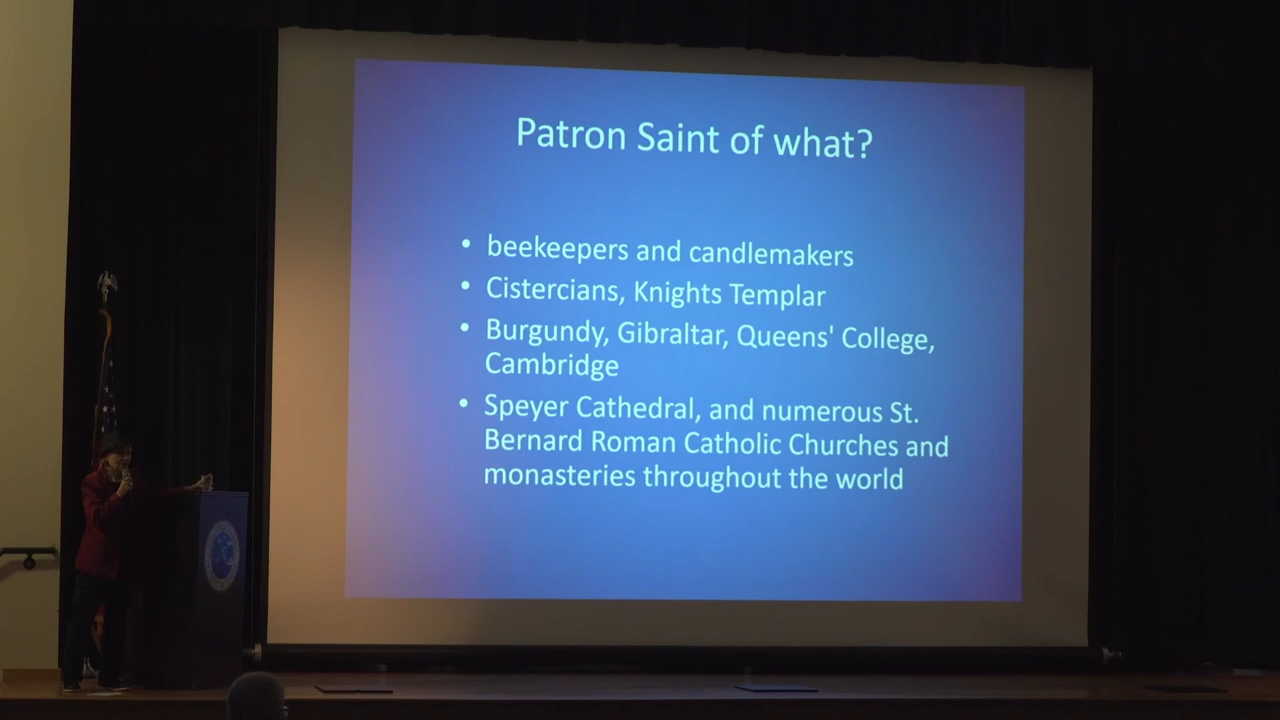 Patron Saint of what?
• beekeepers and candlemakers
• Cistercians, Knights Templar
• Burgundy, Gibraltar, Queens' College,
Cambridge
• Speyer Cathedral, and numerous St.
Bernard Roman Catholic Churches and
monasteries throughout the world